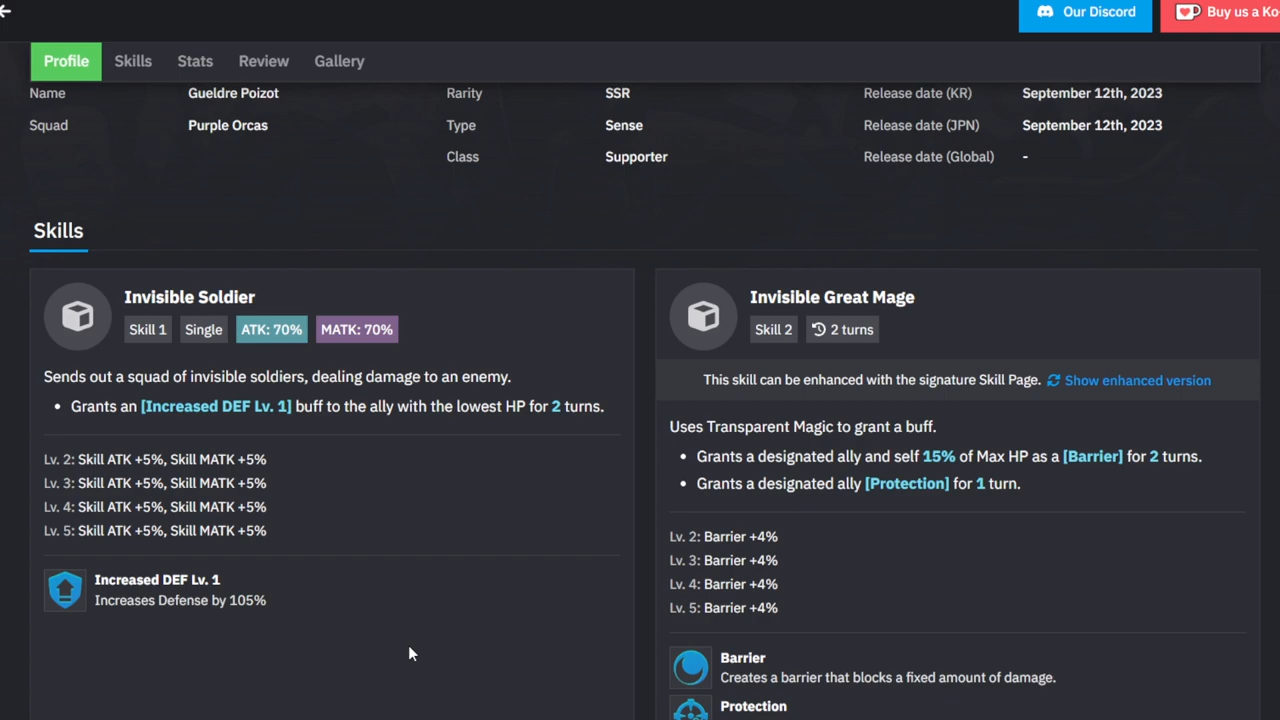 Our Discord
Buy us a Ko-
Profile Skills Stats Review Gallery
Name Gueldre Poizot Rarity SSR Release date (KR) September 12th, 2023
Squad Purple Orcas Type Sense Release date (JPN) September 12th, 2023
Class Supporter Release date (Global) -
Skills
Invisible Soldier
Skill 1 Single ATK: 70% MATK: 70%
Sends out a squad of invisible soldiers, dealing damage to an enemy.
• Grants an [Increased DEF Lv. 1] buff to the ally with the lowest HP for 2 turns.
Lv. 2: Skill ATK +5%, Skill MATK +5%
Lv. 3: Skill ATK +5%, Skill MATK +5%
Lv. 4: Skill ATK +5%, Skill MATK +5%
Lv. 5: Skill ATK +5%, Skill MATK +5%
Increased DEF Lv. 1
Increases Defense by 105%
Invisible Great Mage
Skill 2 2 turns
This skill can be enhanced with the signature Skill Page. Show enhanced version
Uses Transparent Magic to grant a buff.
• Grants a designated ally and self 15% of Max HP as a [Barrier] for 2 turns.
• Grants a designated ally [Protection] for 1 turn.
Lv. 2: Barrier +4%
Lv. 3: Barrier +4%
Lv. 4: Barrier +4%
Lv. 5: Barrier +4%
Barrier
Creates a barrier that blocks a fixed amount of damage.
Protection